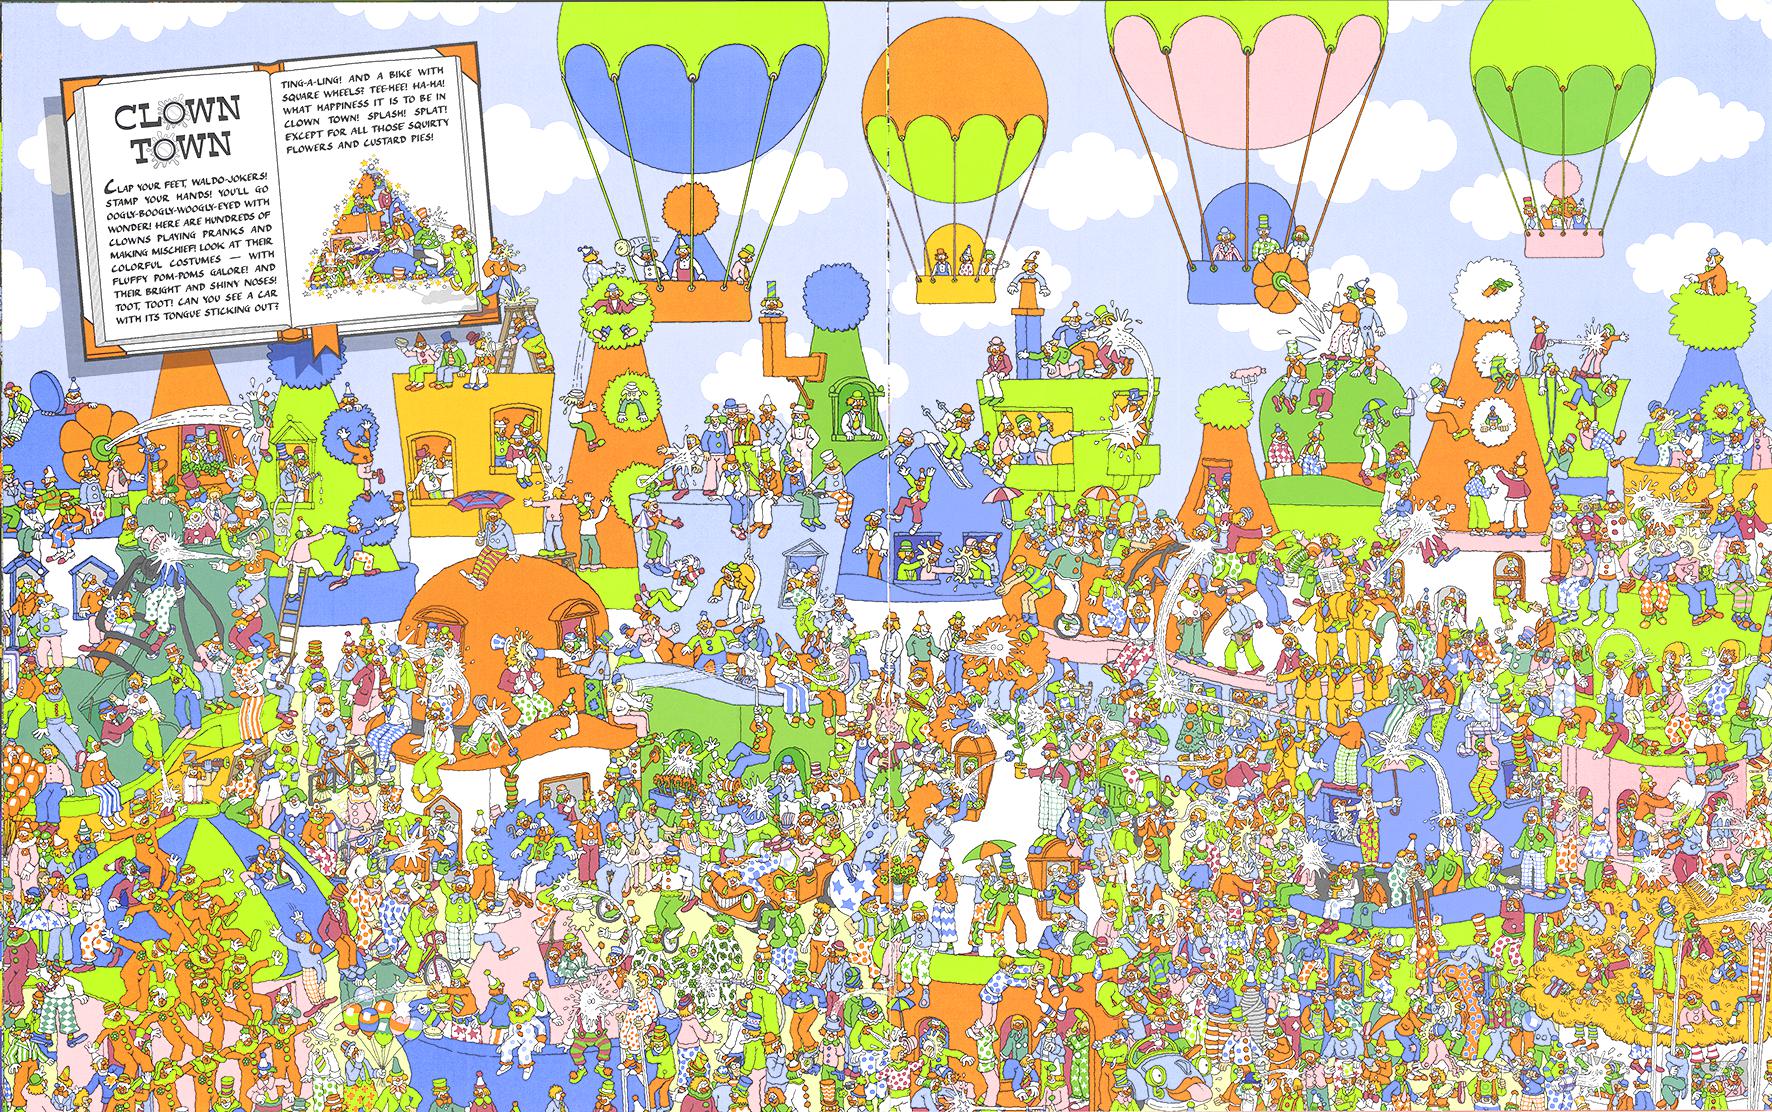 CLOWN
TOWN
CLAP YOUR FEET, WALDO-JOKERS!
STAMP YOUR HANDS! YOU'LL GO
OOGLY-BOOGLY-WOOGLY-EYED WITH
WONDER! HERE ARE HUNDREDS OF
CLOWNS PLAYING PRANKS AND
MAKING MISCHIEF! LOOK AT THEIR
COLORFUL COSTUMES — WITH
FLUFFY POM-POMS GALORE! AND
THEIR BRIGHT AND SHINY NOSES!
TOOT, TOOT! CAN YOU SEE A CAR
WITH ITS TONGUE STICKING OUT?
TING-A-LING! AND A BIKE WITH
SQUARE WHEELS? TEE-HEE! HA-HA!
WHAT HAPPINESS IT IS TO BE IN
CLOWN TOWN! SPLASH! SPLAT!
EXCEPT FOR ALL THOSE SQUIRTY
FLOWERS AND CUSTARD PIES!